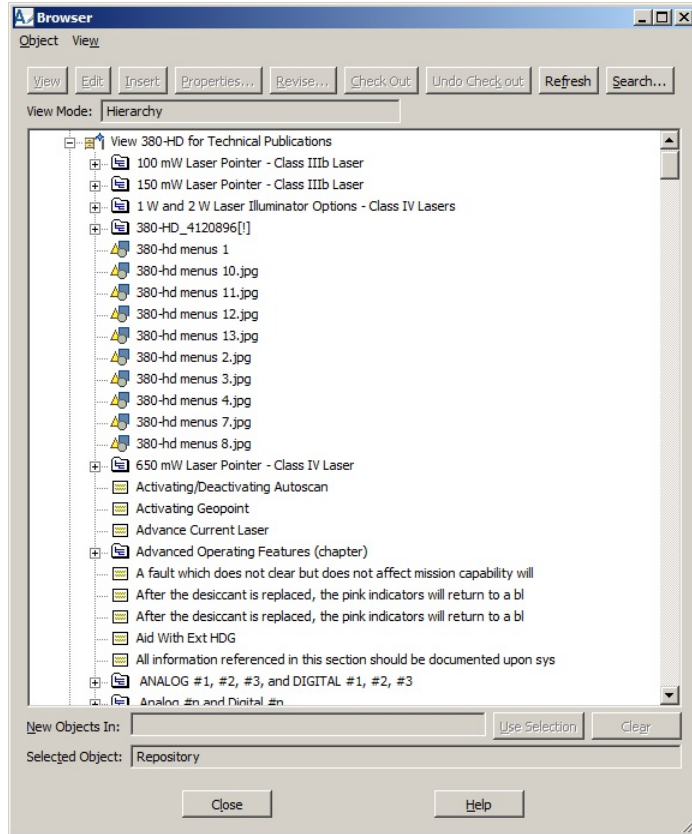 Browser
Object View
View Edit Insert Properties... Revise... Check Out Undo Check out Refresh Search...
View Mode: Hierarchy
View 380-HD for Technical Publications
100 mW Laser Pointer - Class IIIb Laser
150 mW Laser Pointer - Class IIIb Laser
1 W and 2 W Laser Illuminator Options - Class IV Lasers
380-HD_4120896[!]
380-hd menus 1
380-hd menus 10.jpg
380-hd menus 11.jpg
380-hd menus 12.jpg
380-hd menus 13.jpg
380-hd menus 2.jpg
380-hd menus 3.jpg
380-hd menus 4.jpg
380-hd menus 7.jpg
380-hd menus 8.jpg
650 mW Laser Pointer - Class IV Laser
Activating/Deactivating Autoscan
Activating Geopoint
Advance Current Laser
Advanced Operating Features (chapter)
A fault which does not clear but does not affect mission capability will
After the desiccant is replaced, the pink indicators will return to a bl
After the desiccant is replaced, the pink indicators will return to a bl
Aid With Ext HDG
All information referenced in this section should be documented upon sys
ANALOG #1, #2, #3, and DIGITAL #1, #2, #3
Analog #n and Digital #n
New Objects In: Use Selection Clear
Selected Object: Repository
Close Help